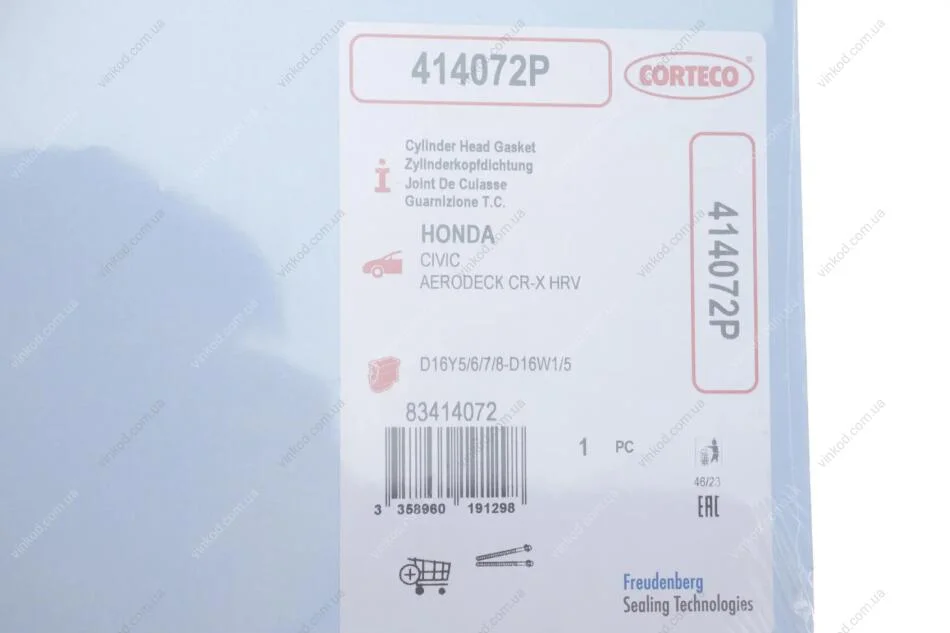 414072P
CORTECO®
Cylinder Head Gasket
Zylinderkopfdichtung
Joint De Culasse
Guarnizione T.C.
HONDA
CIVIC
AERODECK CR-X HRV
414072P
D16Y5/6/7/8-D16W1/5
83414072
1 PC
3 358960 191298
46/23
EAC
Freudenberg
Sealing Technologies
vinkod.com.ua